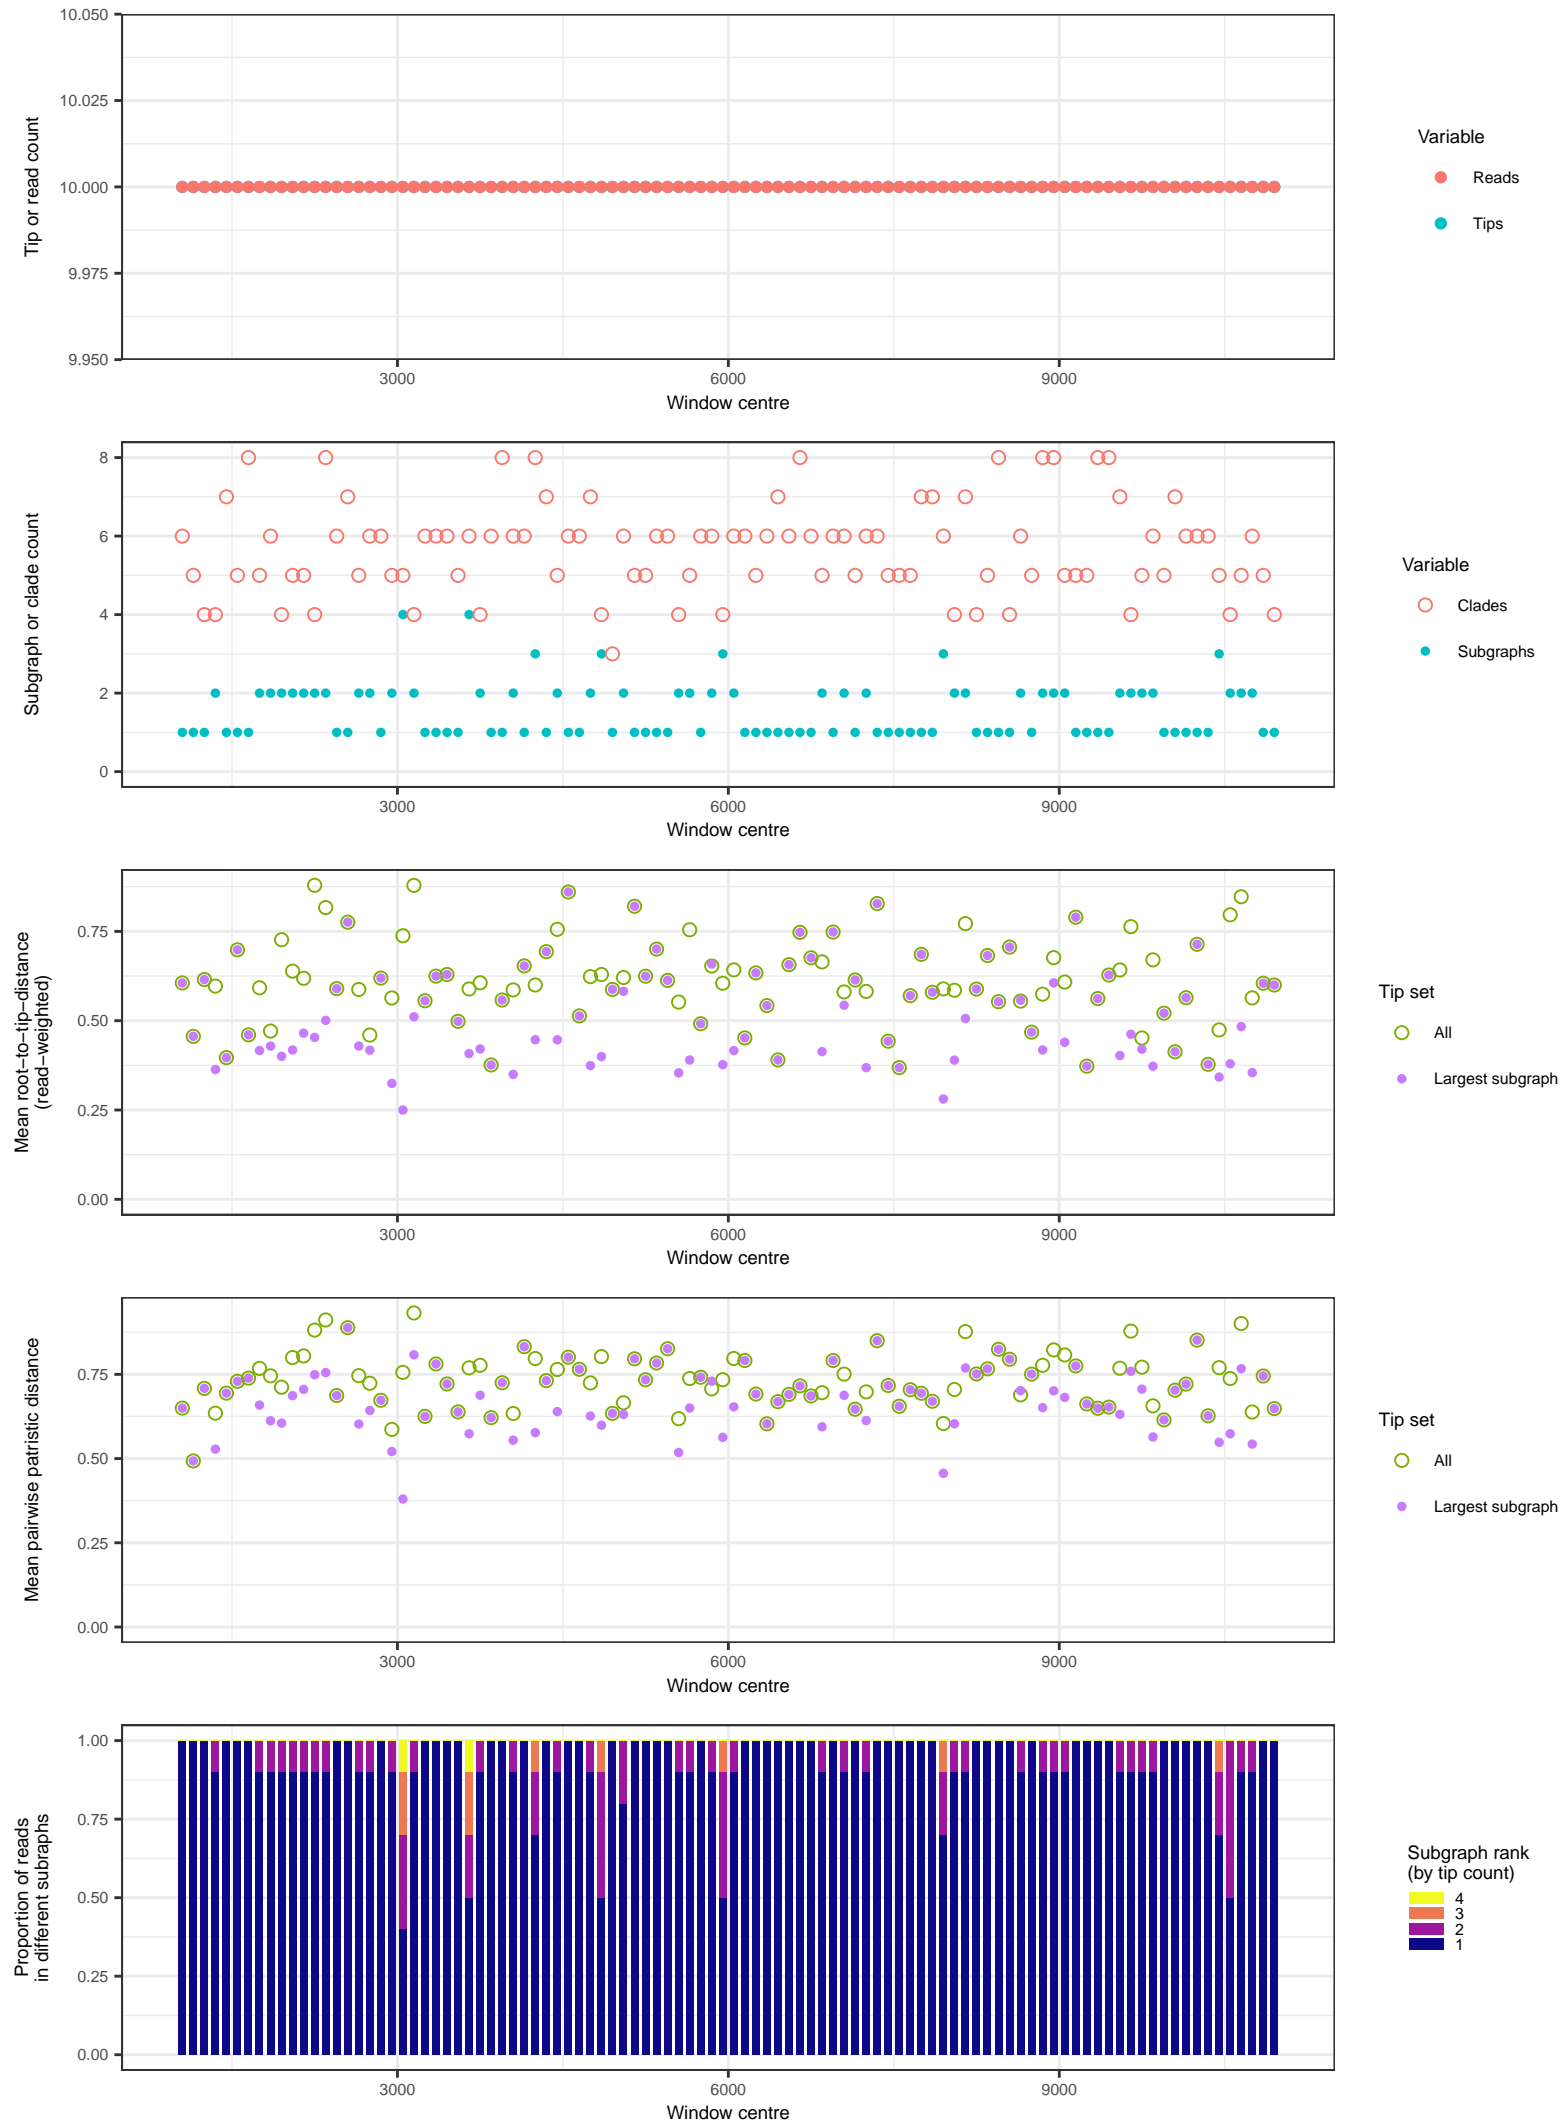 10.050
10.025
10.000
9.975
9.950
Tip or read count
3000 6000 9000
Window centre
Variable
Reads
Tips
8
6
4
2
0
Subgraph or clade count
3000 6000 9000
Window centre
Variable
Clades
Subgraphs
0.75
0.50
0.25
0.00
Mean root−to−tip−distance
(read−weighted)
3000 6000 9000
Window centre
Tip set
All
Largest subgraph
0.75
0.50
0.25
0.00
Mean pairwise patristic distance
3000 6000 9000
Window centre
Tip set
All
Largest subgraph
1.00
0.75
0.50
0.25
0.00
Proportion of reads
in different subraphs
3000 6000 9000
Window centre
Subgraph rank
(by tip count)
4
3
2
1